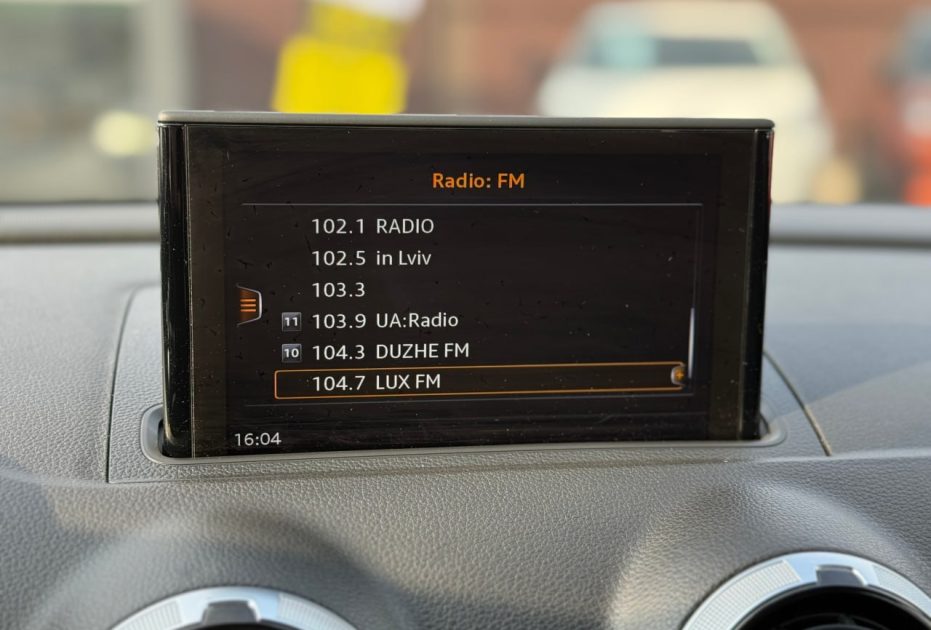 Radio: FM
102.1 RADIO
102.5 in Lviv
103.3
11 103.9 UA:Radio
10 104.3 DUZHE FM
104.7 LUX FM
16:04